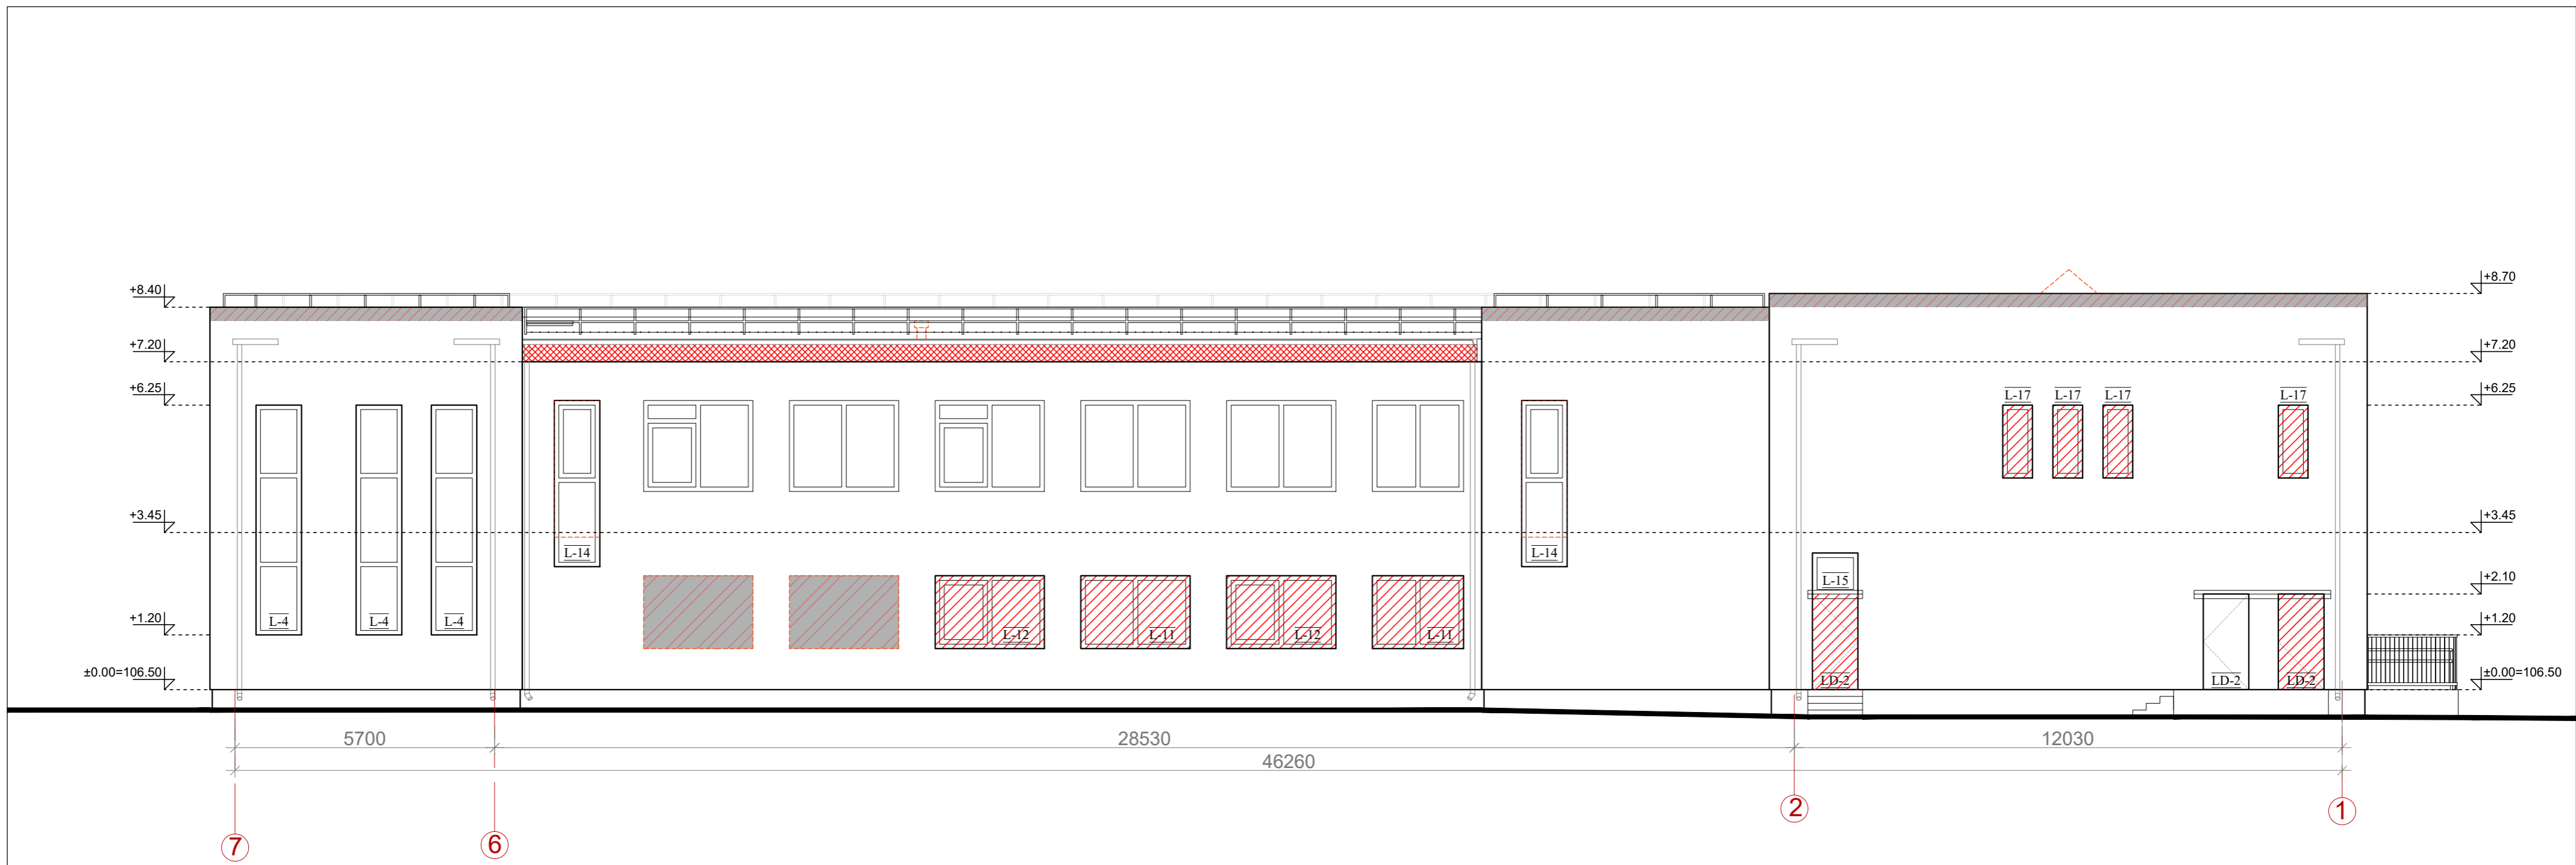 +8.40
+8.70
+7.20
+7.20
+6.25
+6.25
L-17
L-17
L-17
L-17
+3.45
+3.45
L-14
L-14
L-15
+2.10
+1.20
+1.20
L-4
L-4
L-4
L-12
L-11
L-12
L-11
±0.00=106.50
±0.00=106.50
LD-2
LD-2
LD-2
5700
28530
12030
46260
7
6
2
1